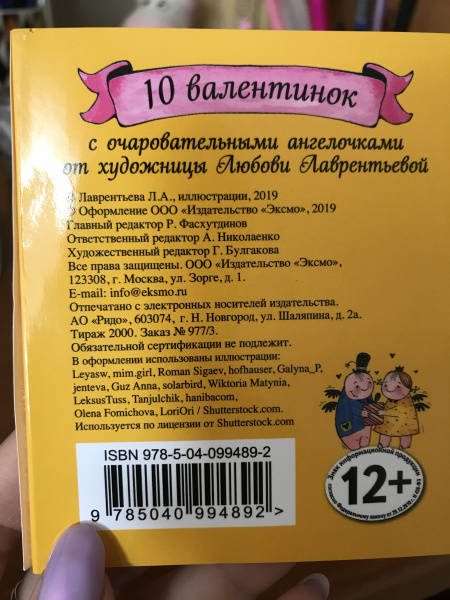 10 валентинок
с очаровательными ангелочками
от художницы Любови Лаврентьевой
© Лаврентьева Л.А., иллюстрации, 2019
© Оформление ООО «Издательство «Эксмо», 2019
Главный редактор Р. Фасхутдинов
Ответственный редактор А. Николаенко
Художественный редактор Г. Булгакова
Все права защищены. ООО «Издательство «Эксмо»,
123308, г. Москва, ул. Зорге, д. 1.
E-mail: info@eksmo.ru
Отпечатано с электронных носителей издательства.
АО «Ридо», 603074, г. Н. Новгород, ул. Шаляпина, д. 2а.
Тираж 2000. Заказ № 977/3.
Обязательной сертификации не подлежит.
В оформлении использованы иллюстрации:
Leyasw, mim.girl, Roman Sigaev, hofhauser, Galyna_P,
jenteva, Guz Anna, solarbird, Wiktoria Matynia,
LeksusTuss, Tanjulchik, hanibacom,
Olena Fomichova, LoriOri / Shutterstock.com.
Используется по лицензии от Shutterstock.com
ISBN 978-5-04-099489-2
9 785040 994892 >
Знак информационной продукции
12+